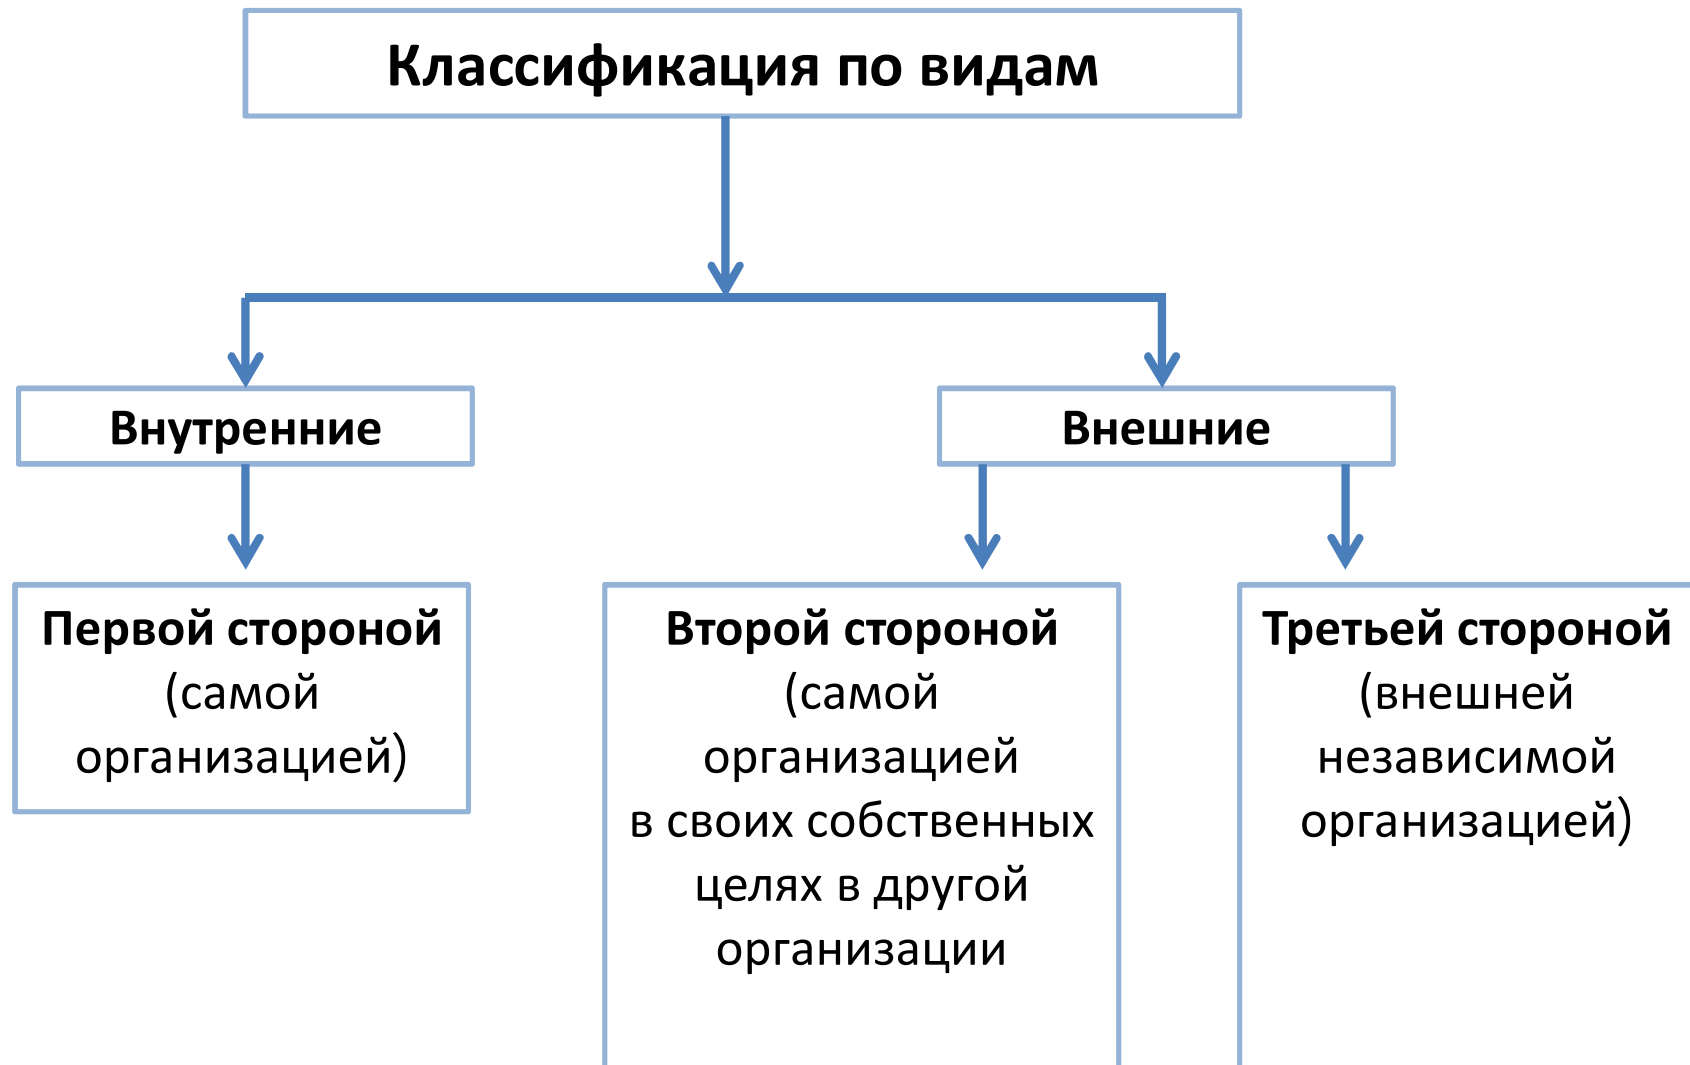 Классификация по видам
Внутренние
Внешние
Первой стороной
(самой
организацией)
Второй стороной
(самой
организацией
в своих собственных
целях в другой
организации
Третьей стороной
(внешней
независимой
организацией)